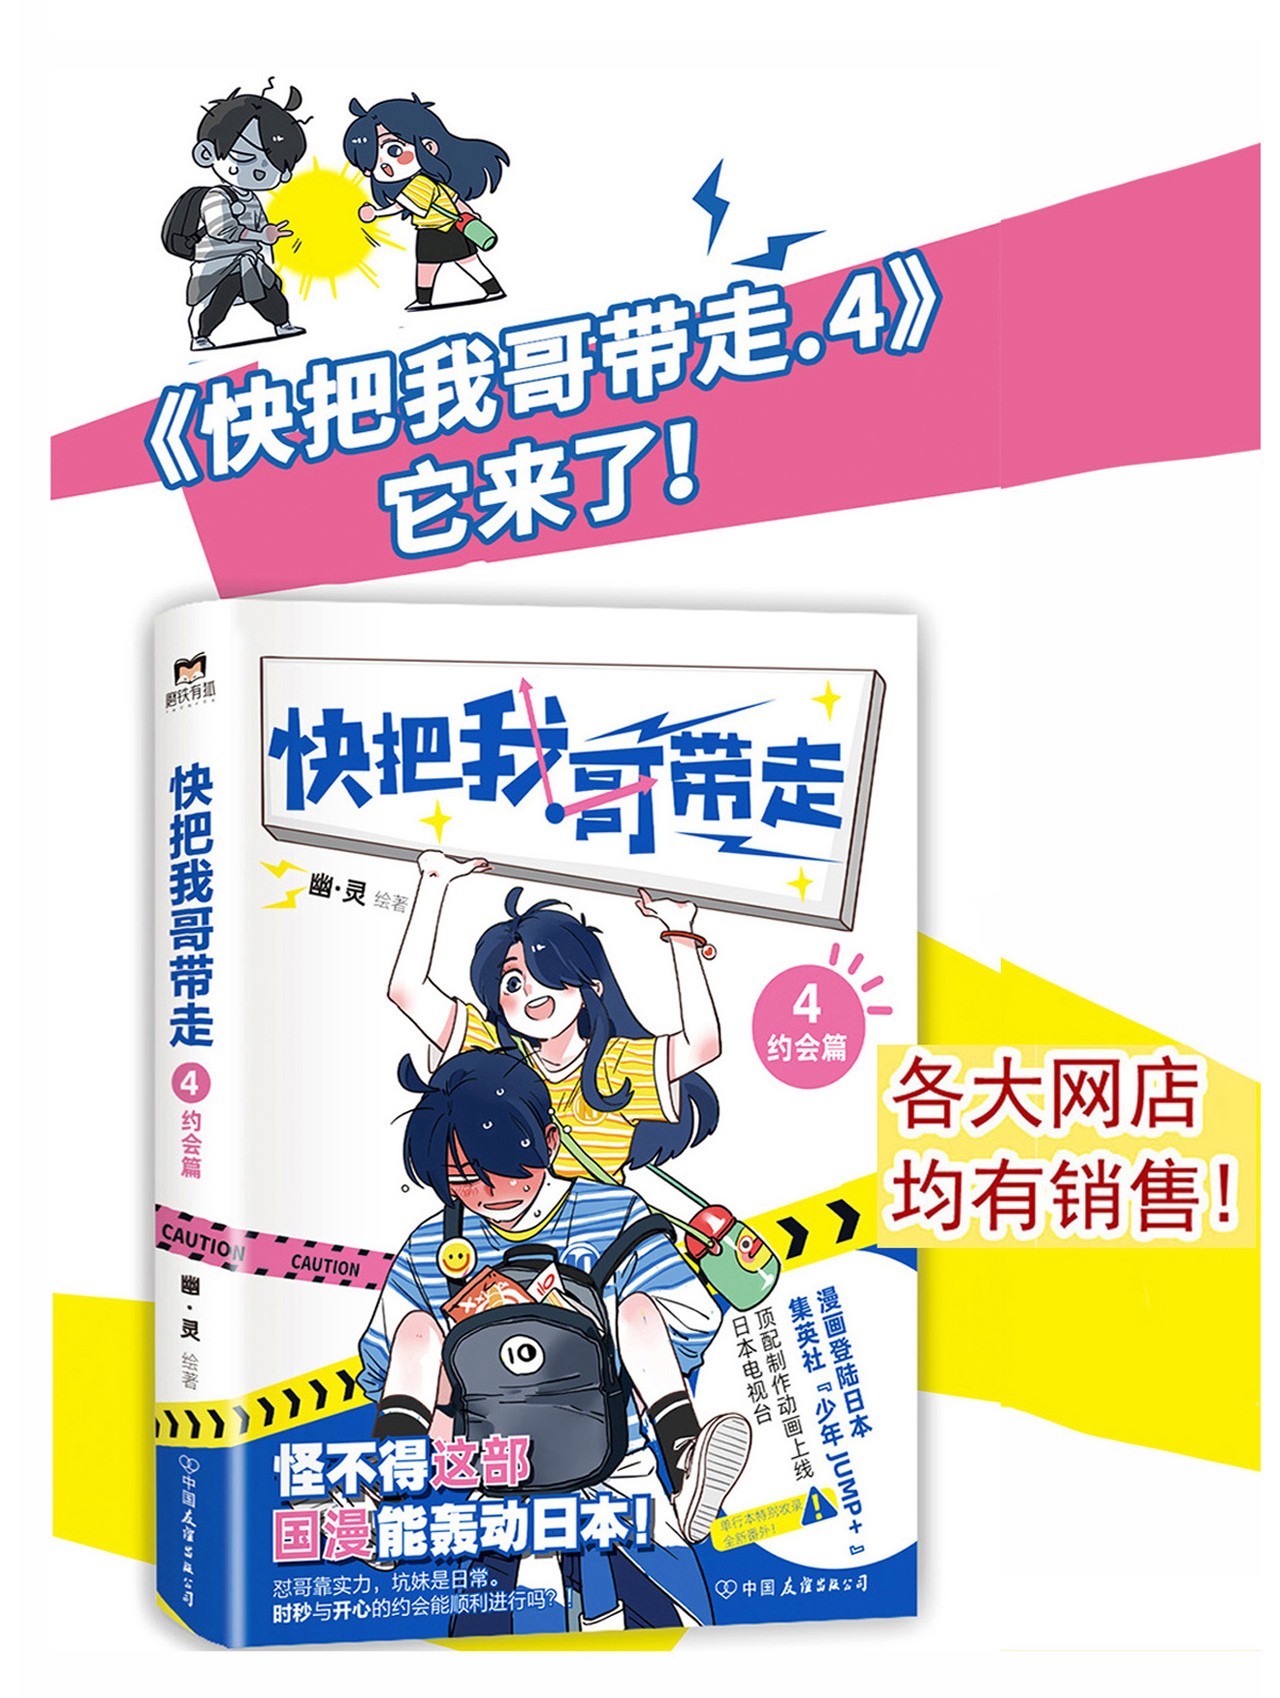 《快把我哥带走.4》
它来了！
磨铁有狐
快把我哥带走
4
约会篇
CAUTION
幽·灵 绘著
中国友谊出版公司
快把我哥带走
幽·灵 绘著
4
约会篇
各大网店
均有销售！
CAUTION
10
漫画登陆日本
集英社『少年JUMP+』
顶配制作动画上线
日本电视台
单行本特别收录
全新番外！
怪不得这部
国漫能轰动日本！
怼哥靠实力，坑妹是日常。
时秒与开心的约会能顺利进行吗？！
中国友谊出版公司